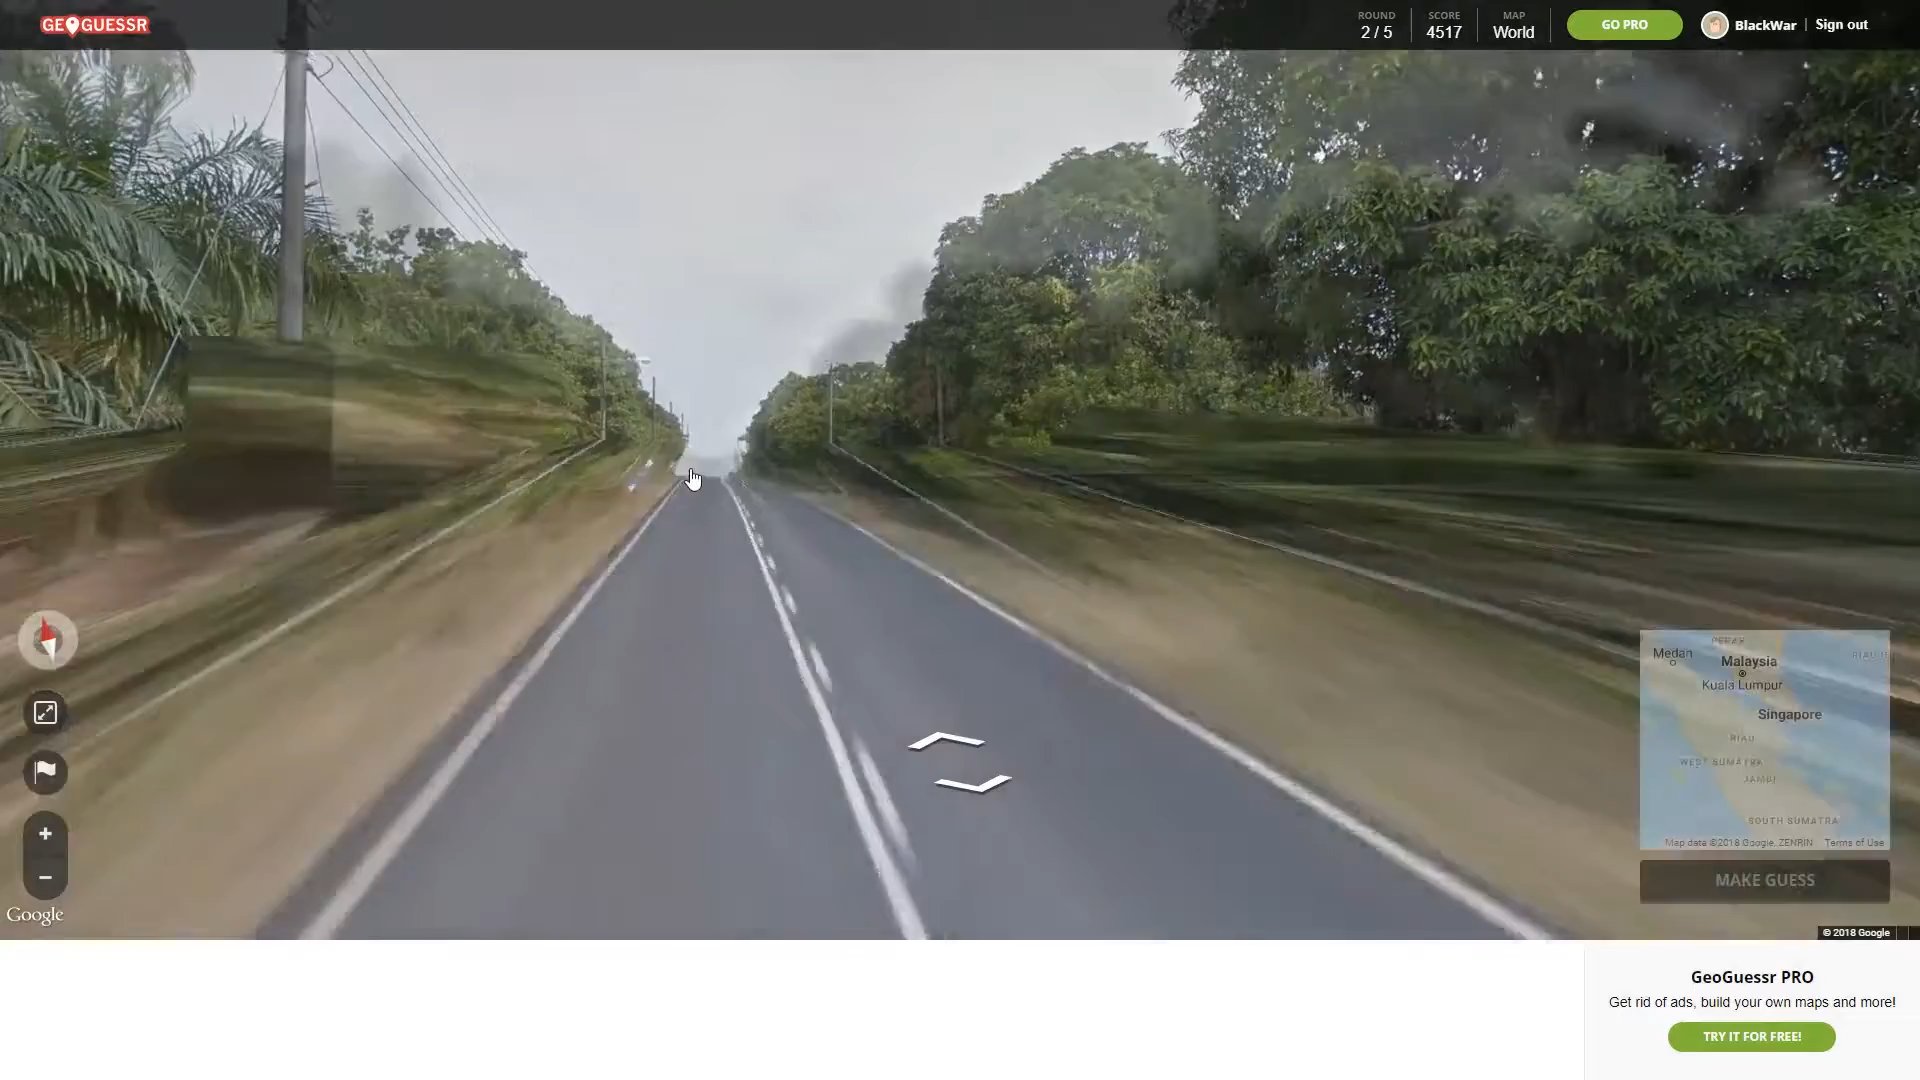 GEOGUESSR
ROUND
2 / 5
SCORE
4517
MAP
World
GO PRO
BlackWar
Sign out
PERAK
Medan
Malaysia
Kuala Lumpur
Singapore
RIAU
WEST SUMATRA
JAMBI
SOUTH SUMATRA
Map data ©2018 Google, ZENRIN
Terms of Use
MAKE GUESS
Google
© 2018 Google
GeoGuessr PRO
Get rid of ads, build your own maps and more!
TRY IT FOR FREE!